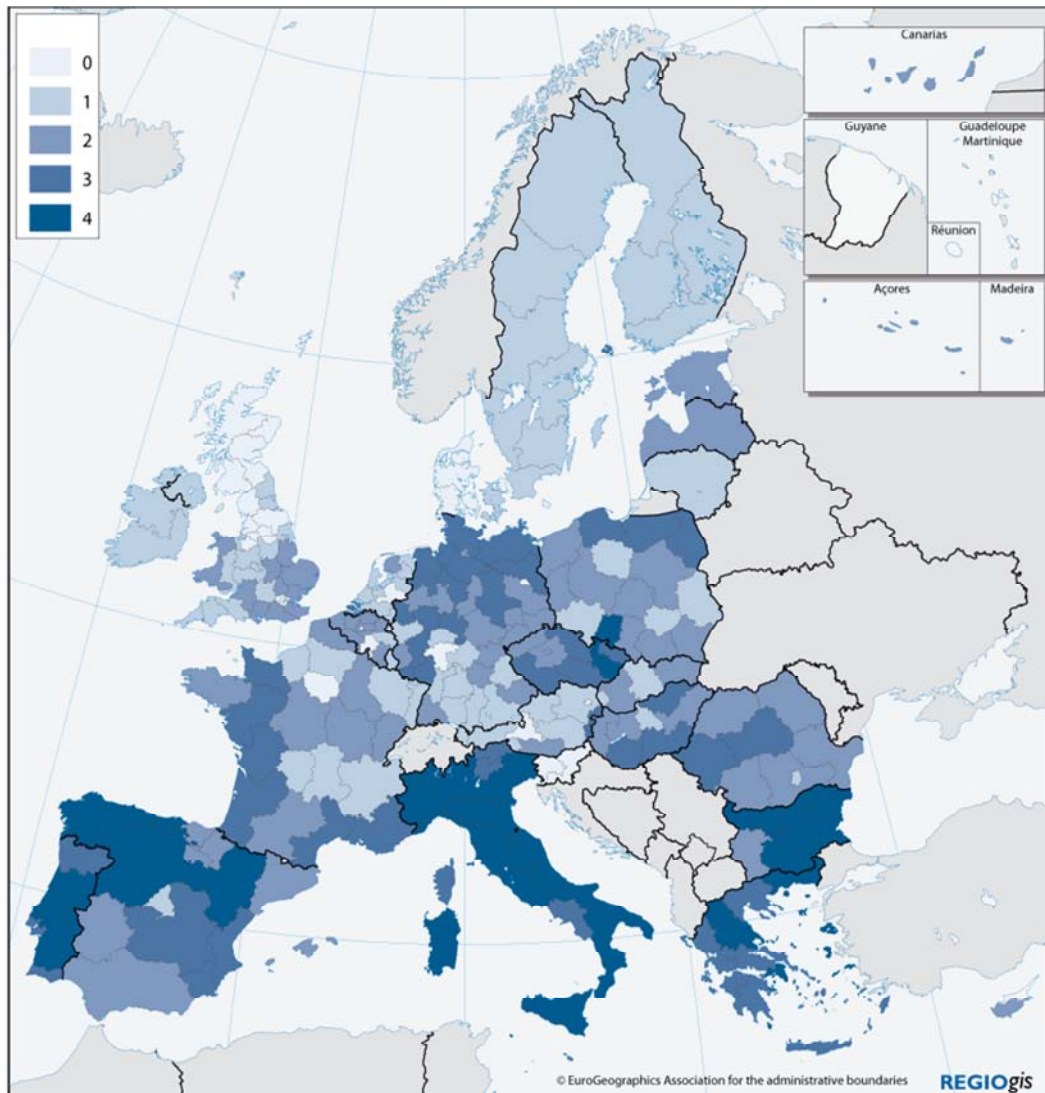 0
1
2
3
4
Canarias
Guyane
Guadeloupe
Martinique
Réunion
Açores
Madeira
© EuroGeographics Association for the administrative boundaries
REGIOgis